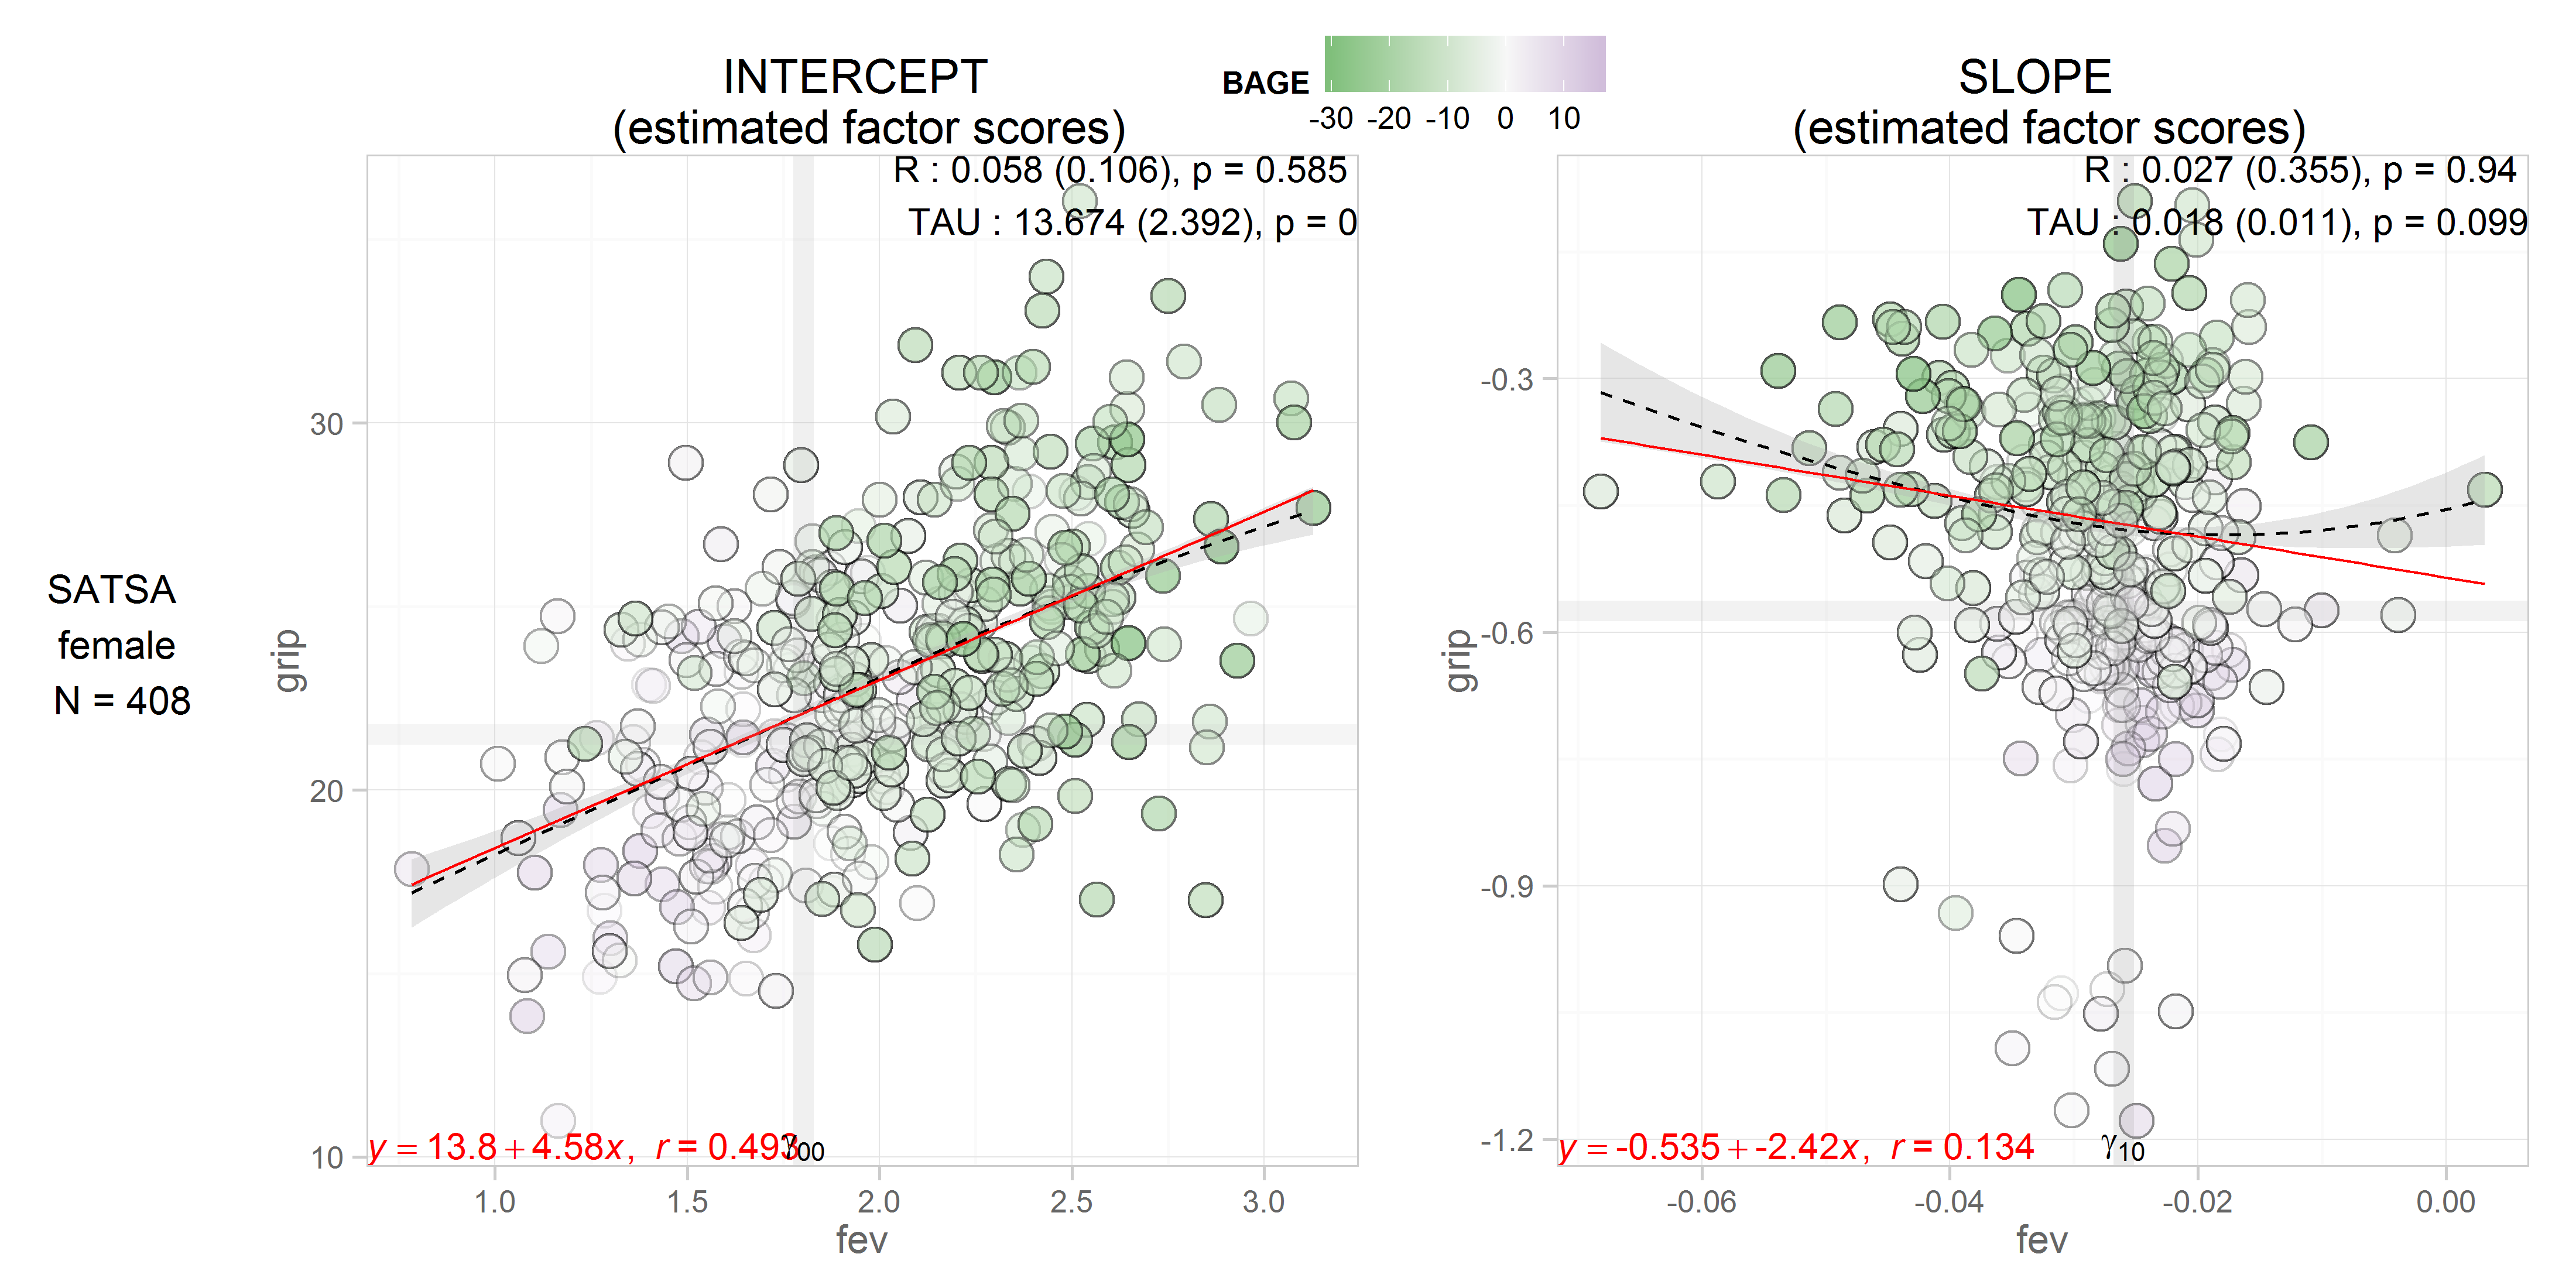 INTERCEPT
(estimated factor scores)
BAGE
-30 -20 -10 0 10
SLOPE
(estimated factor scores)
R : 0.058 (0.106), p = 0.585
TAU : 13.674 (2.392), p = 0
R : 0.027 (0.355), p = 0.94
TAU : 0.018 (0.011), p = 0.099
SATSA
female
N = 408
grip
30
20
10
y = 13.8 + 4.58x, r = 0.493
γ00
1.0 1.5 2.0 2.5 3.0
fev
grip
-0.3
-0.6
-0.9
-1.2
y = -0.535 + -2.42x, r = 0.134
γ10
-0.06 -0.04 -0.02 0.00
fev